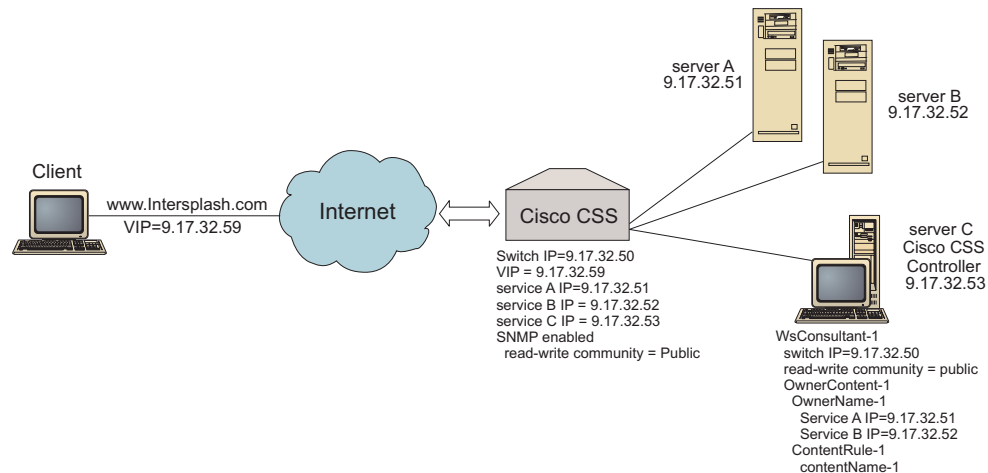 Client
www.Intersplash.com
VIP=9.17.32.59
Internet
Cisco CSS
Switch IP=9.17.32.50
VIP = 9.17.32.59
service A IP=9.17.32.51
service B IP = 9.17.32.52
service C IP = 9.17.32.53
SNMP enabled
read-write community = Public
server A
9.17.32.51
server B
9.17.32.52
server C
Cisco CSS
Controller
9.17.32.53
WsConsultant-1
switch IP=9.17.32.50
read-write community = public
OwnerContent-1
OwnerName-1
Service A IP=9.17.32.51
Service B IP=9.17.32.52
ContentRule-1
contentName-1